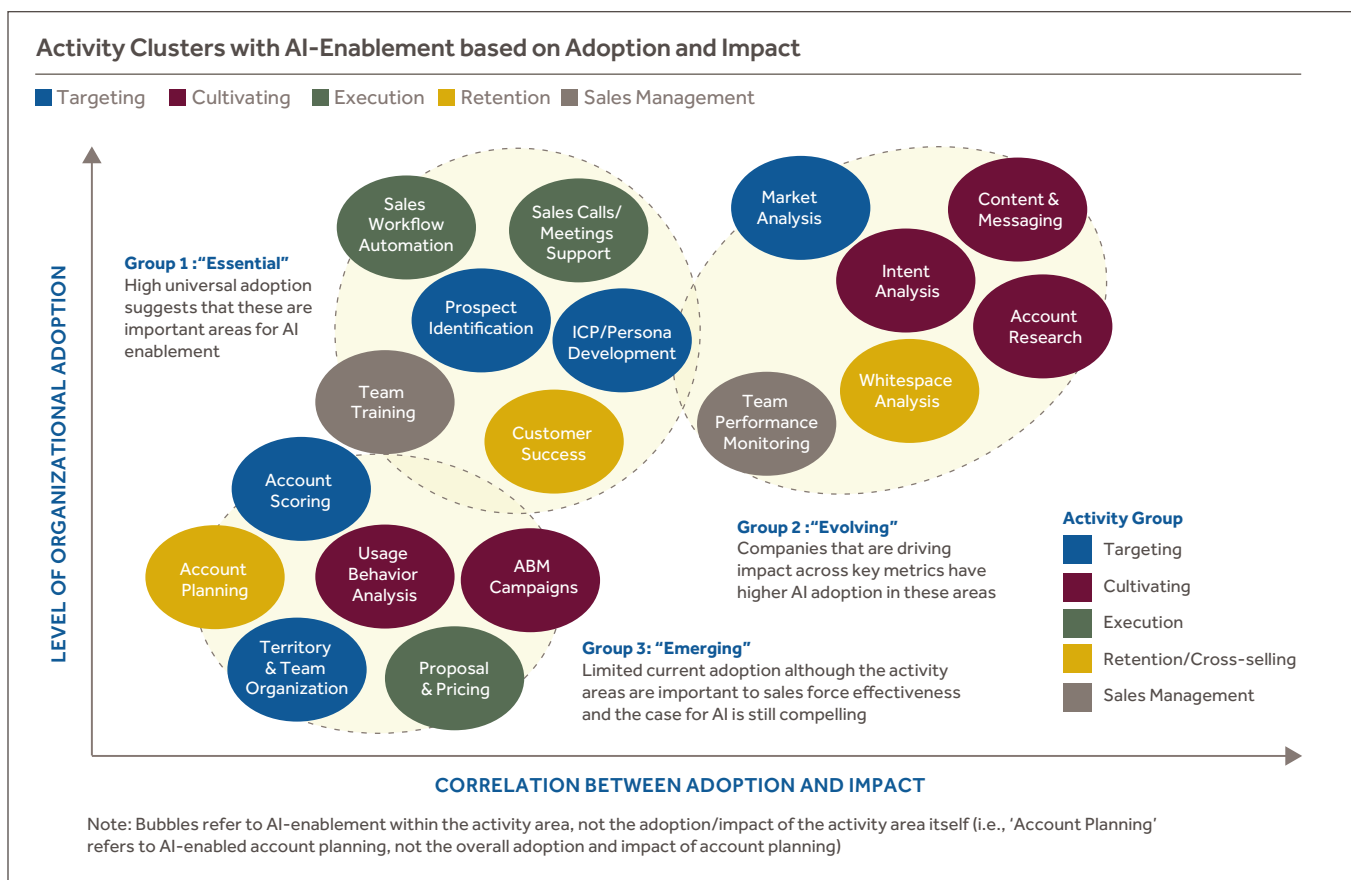 Activity Clusters with AI-Enablement based on Adoption and Impact
Targeting
Cultivating
Execution
Retention
Sales Management
LEVEL OF ORGANIZATIONAL ADOPTION
Group 1 :“Essential”
High universal adoption
suggests that these are
important areas for AI
enablement
Sales
Workflow
Automation
Sales Calls/
Meetings
Support
Prospect
Identification
ICP/Persona
Development
Team
Training
Customer
Success
Market
Analysis
Content &
Messaging
Intent
Analysis
Account
Research
Whitespace
Analysis
Team
Performance
Monitoring
Account
Scoring
Account
Planning
Usage
Behavior
Analysis
ABM
Campaigns
Territory
& Team
Organization
Proposal
& Pricing
Group 2 :“Evolving”
Companies that are driving
impact across key metrics have
higher AI adoption in these areas
Group 3: “Emerging”
Limited current adoption although the activity
areas are important to sales force effectiveness
and the case for AI is still compelling
Activity Group
Targeting
Cultivating
Execution
Retention/Cross-selling
Sales Management
CORRELATION BETWEEN ADOPTION AND IMPACT
Note: Bubbles refer to AI-enablement within the activity area, not the adoption/impact of the activity area itself (i.e., ‘Account Planning’
refers to AI-enabled account planning, not the overall adoption and impact of account planning)